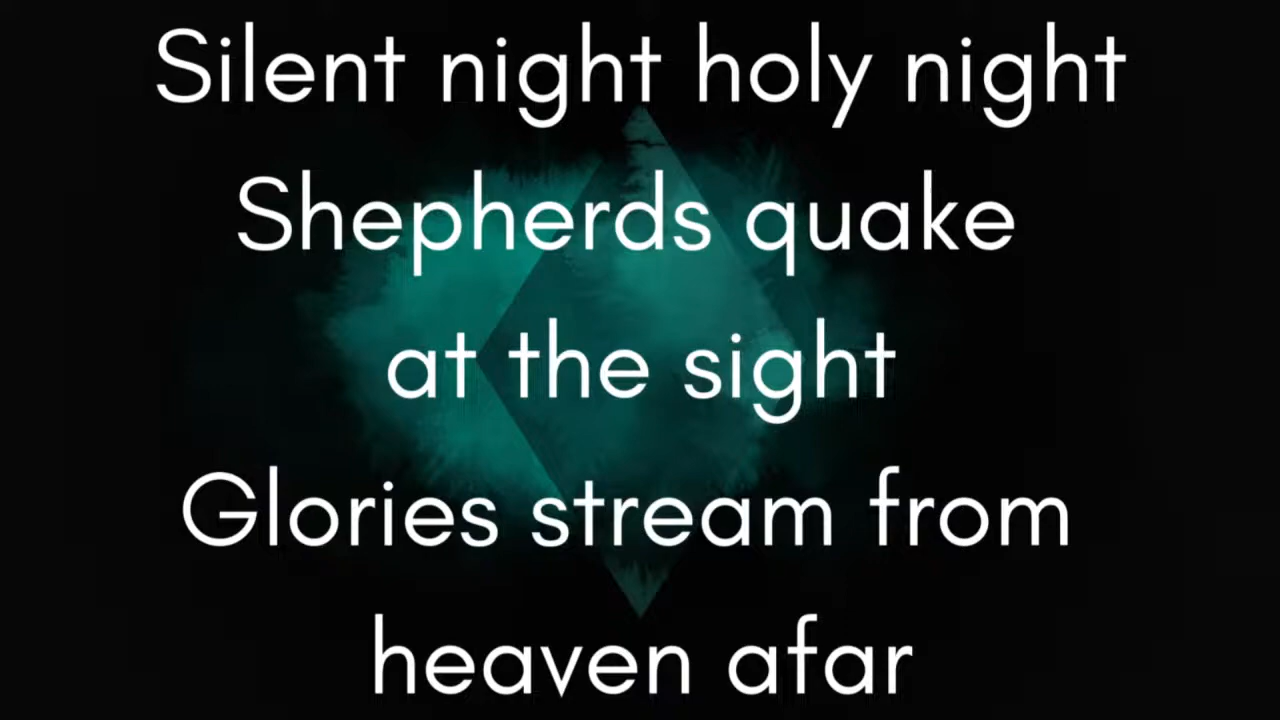 Silent night holy night
Shepherds quake
at the sight
Glories stream from
heaven afar